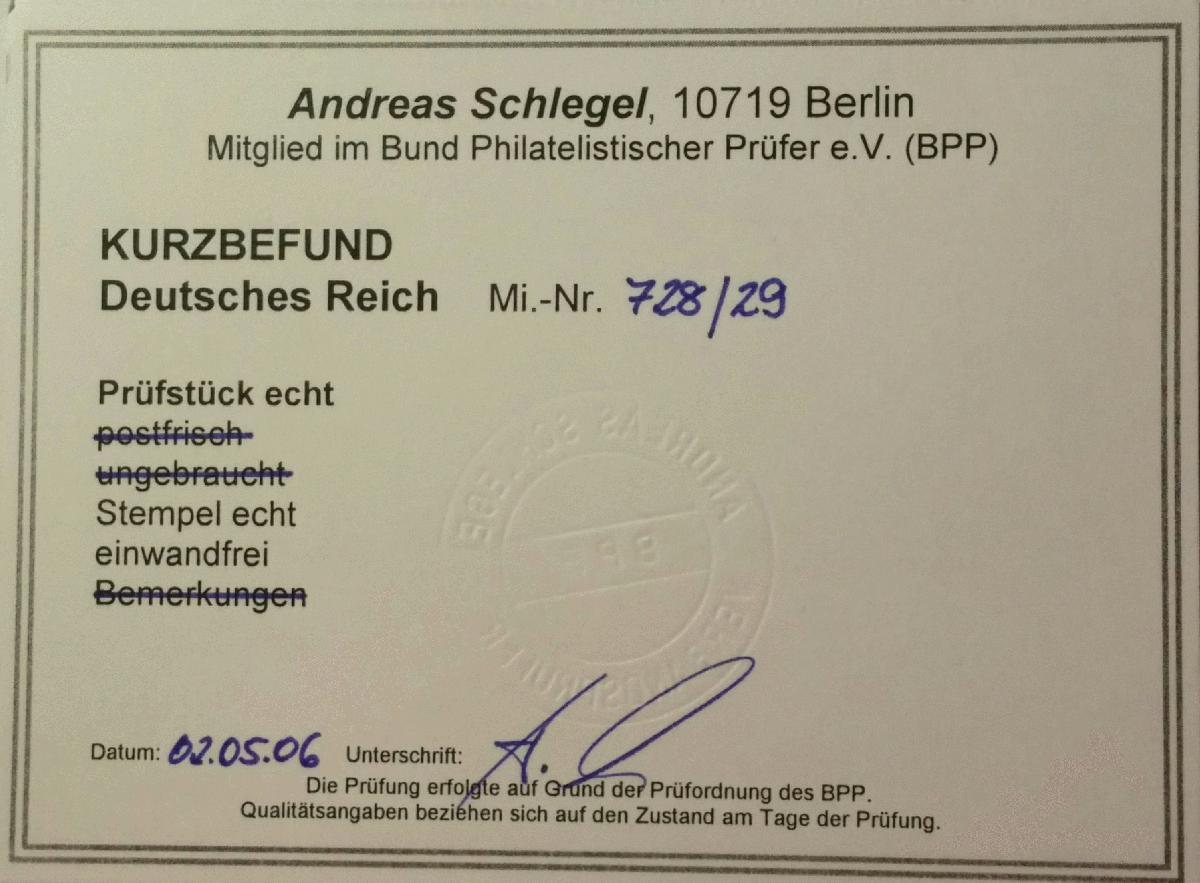 Andreas Schlegel, 10719 Berlin
Mitglied im Bund Philatelistischer Prüfer e.V. (BPP)
KURZBEFUND
Deutsches Reich Mi.-Nr. 728/29
Prüfstück echt
postfrisch
ungebraucht
Stempel echt
einwandfrei
Bemerkungen
Datum: 02.05.06 Unterschrift:
Die Prüfung erfolgte auf Grund der Prüfordnung des BPP.
Qualitätsangaben beziehen sich auf den Zustand am Tage der Prüfung.